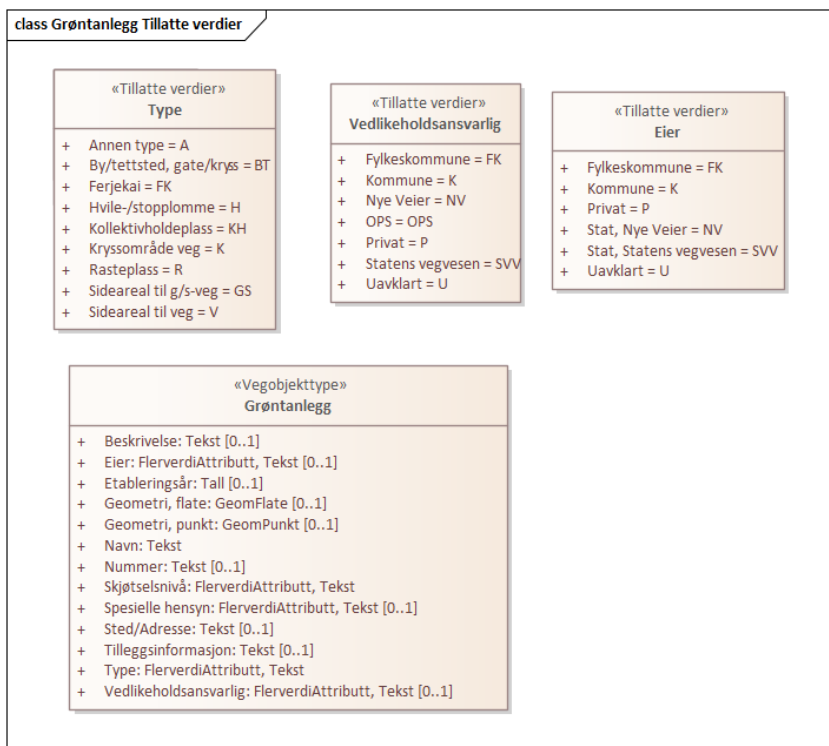 class Grøntanlegg Tillatte verdier
«Tillatte verdier»
Type
+ Annen type = A
+ By/tettsted, gate/kryss = BT
+ Ferjekai = FK
+ Hvile-/stopplomme = H
+ Kollektivholdeplass = KH
+ Kryssområde veg = K
+ Rasteplass = R
+ Sideareal til g/s-veg = GS
+ Sideareal til veg = V
«Tillatte verdier»
Vedlikeholdsansvarlig
+ Fylkeskommune = FK
+ Kommune = K
+ Nye Veier = NV
+ OPS = OPS
+ Privat = P
+ Statens vegvesen = SVV
+ Uavklart = U
«Tillatte verdier»
Eier
+ Fylkeskommune = FK
+ Kommune = K
+ Privat = P
+ Stat, Nye Veier = NV
+ Stat, Statens vegvesen = SVV
+ Uavklart = U
«Vegobjekttype»
Grøntanlegg
+ Beskrivelse: Tekst [0..1]
+ Eier: FlerverdiAttributt, Tekst [0..1]
+ Etableringsår: Tall [0..1]
+ Geometri, flate: GeomFlate [0..1]
+ Geometri, punkt: GeomPunkt [0..1]
+ Navn: Tekst
+ Nummer: Tekst [0..1]
+ Skjøtselsnivå: FlerverdiAttributt, Tekst
+ Spesielle hensyn: FlerverdiAttributt, Tekst [0..1]
+ Sted/Adresse: Tekst [0..1]
+ Tilleggsinformasjon: Tekst [0..1]
+ Type: FlerverdiAttributt, Tekst
+ Vedlikeholdsansvarlig: FlerverdiAttributt, Tekst [0..1]